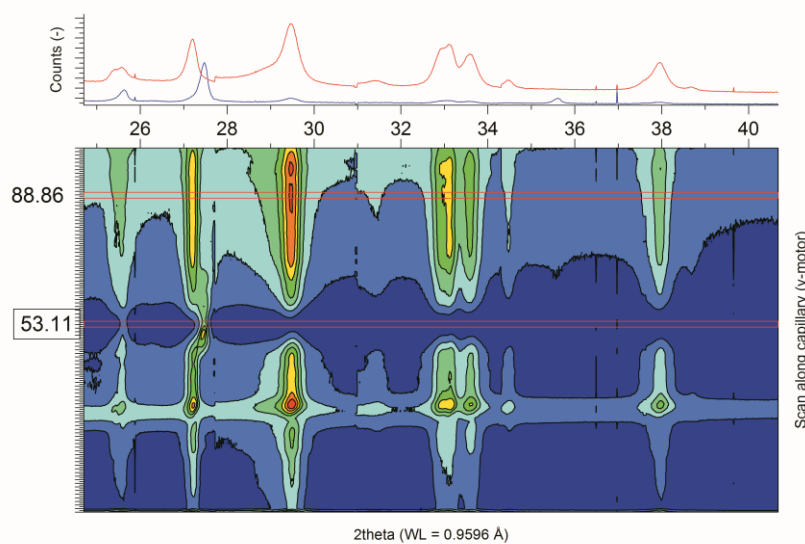 Counts (-)
26 28 30 32 34 36 38 40
88.86
53.11
Scan along capillary (y-motor)
2theta (WL = 0.9596 Å)